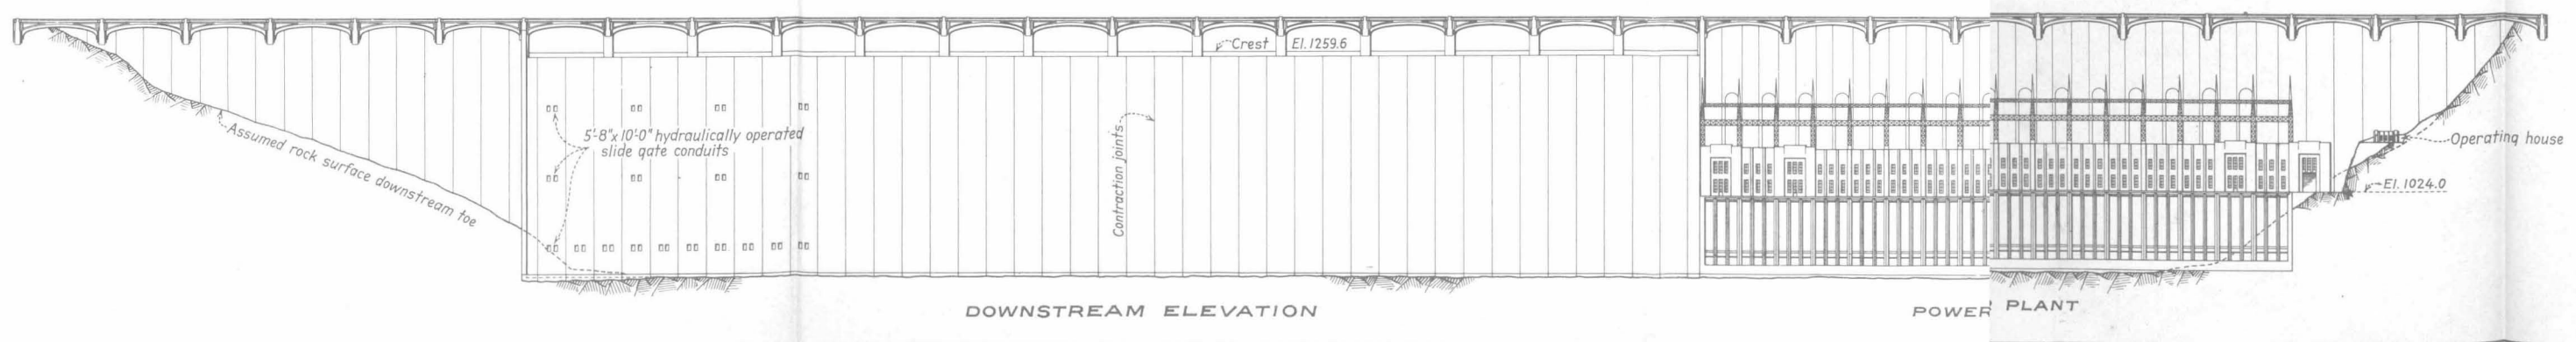 Crest El. 1259.6
5'-8"x10'-0" hydraulically operated
slide gate conduits
Assumed rock surface downstream toe
Contraction joints
Operating house
El. 1024.0
DOWNSTREAM ELEVATION
POWER PLANT